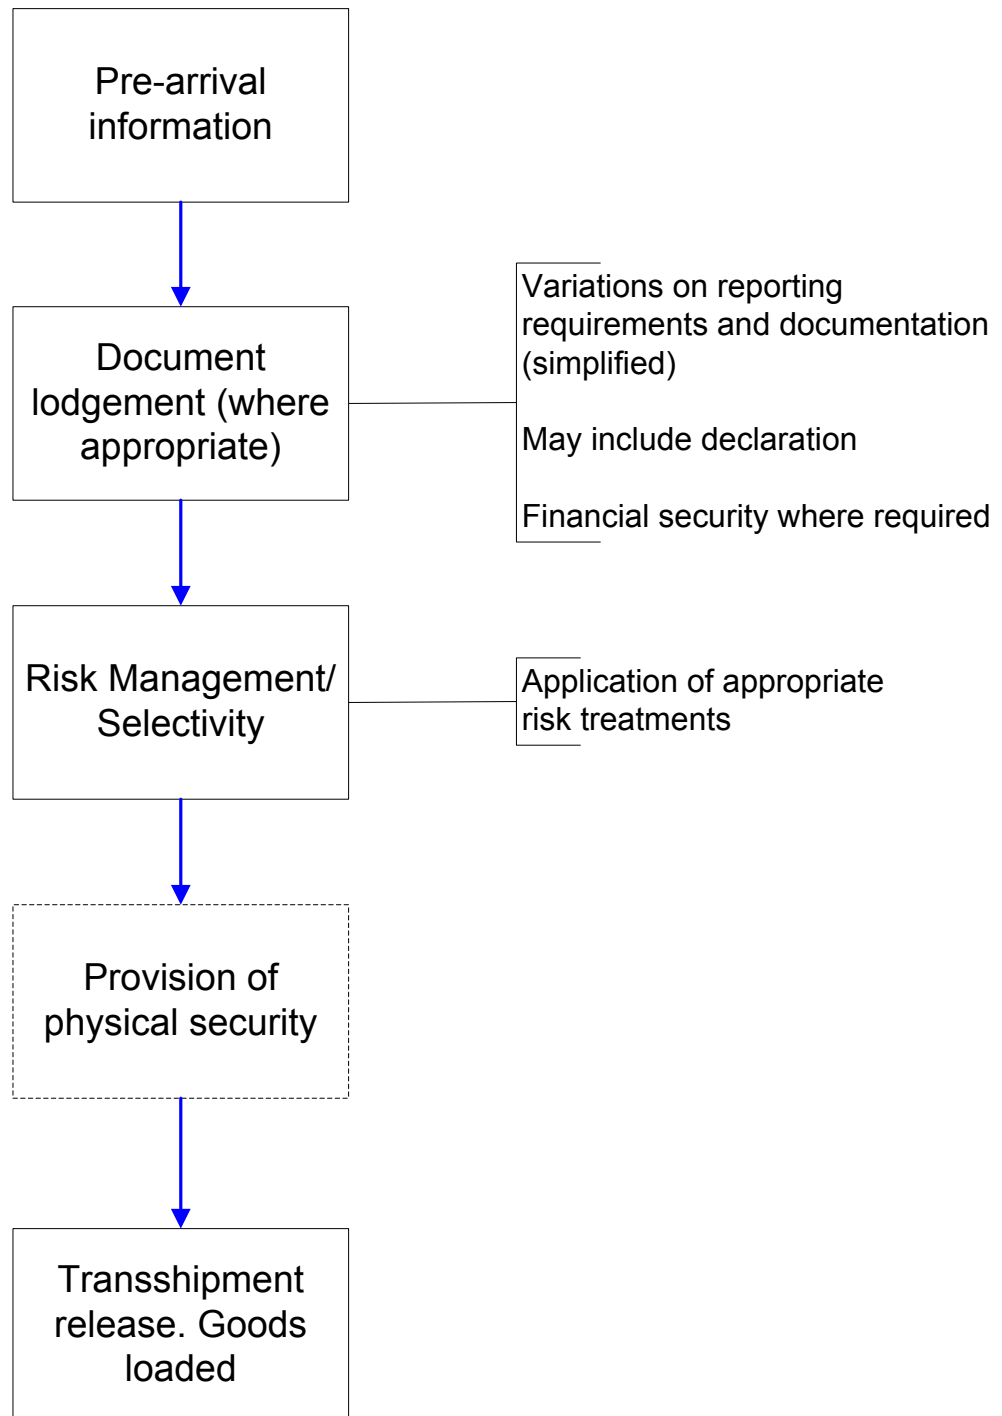 Pre-arrival
information
Document
lodgement (where
appropriate)
Variations on reporting
requirements and documentation
(simplified)
May include declaration
Financial security where required
Risk Management/
Selectivity
Application of appropriate
risk treatments
Provision of
physical security
Transshipment
release. Goods
loaded